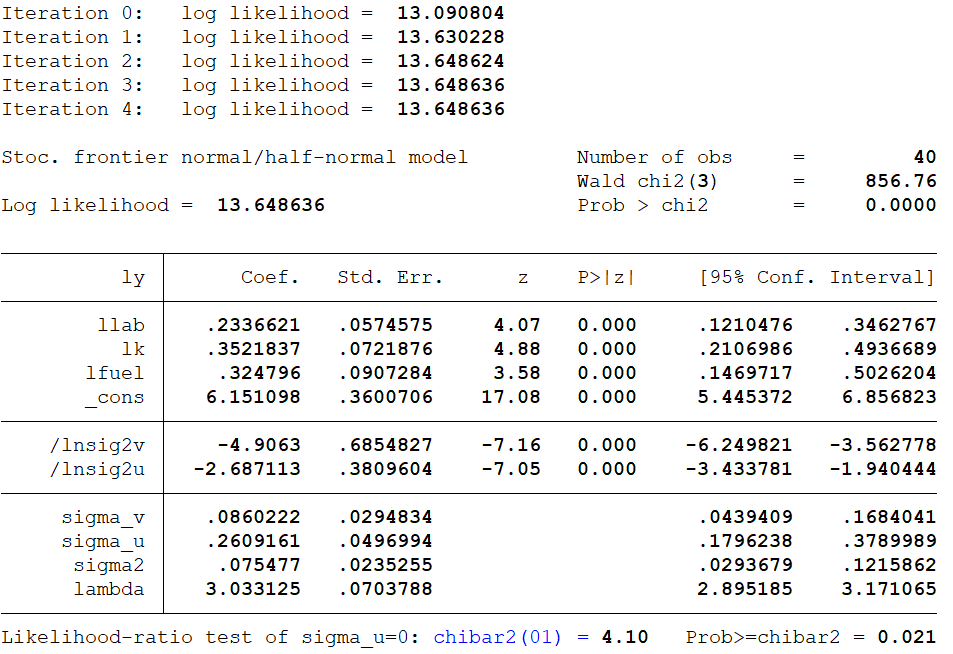 Iteration 0:   log likelihood =  13.090804
Iteration 1:   log likelihood =  13.630228
Iteration 2:   log likelihood =  13.648624
Iteration 3:   log likelihood =  13.648636
Iteration 4:   log likelihood =  13.648636
Stoc. frontier normal/half-normal model         Number of obs     =         40
Wald chi2(3)      =     856.76
Log likelihood =  13.648636                     Prob > chi2       =     0.0000
ly        Coef.   Std. Err.      z    P>|z|     [95% Conf. Interval]
llab     .2336621   .0574575     4.07   0.000     .1210476    .3462767
lk     .3521837   .0721876     4.88   0.000     .2106986    .4936689
lfuel      .324796   .0907284     3.58   0.000     .1469717    .5026204
_cons     6.151098   .3600706    17.08   0.000     5.445372    6.856823
/lnsig2v      -4.9063   .6854827    -7.16   0.000    -6.249821   -3.562778
/lnsig2u    -2.687113   .3809604    -7.05   0.000    -3.433781   -1.940444
sigma_v     .0860222   .0294834                      .0439409    .1684041
sigma_u     .2609161   .0496994                      .1796238    .3789989
sigma2      .075477   .0235255                      .0293679    .1215862
lambda     3.033125   .0703788                      2.895185    3.171065
Likelihood-ratio test of sigma_u=0: chibar2(01) = 4.10   Prob>=chibar2 = 0.021